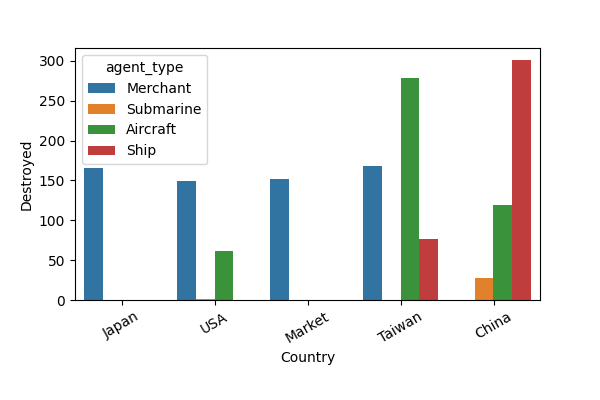 agent_type
Merchant
Submarine
Aircraft
Ship
Destroyed
300
250
200
150
100
50
0
Japan
USA
Market
Taiwan
China
Country